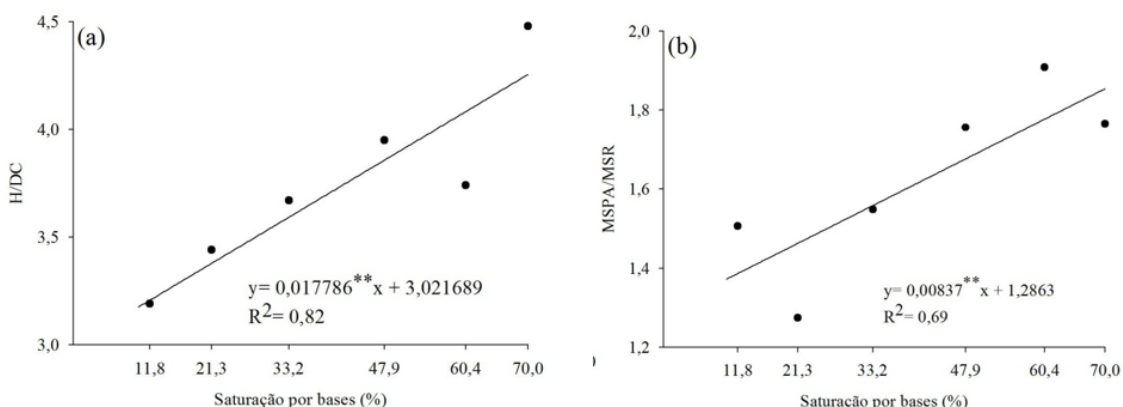 (a)
4,5
4,0
3,5
3,0
H/DC
y= 0,017786**x + 3,021689
R2= 0,82
11,8 21,3 33,2 47,9 60,4 70,0
Saturação por bases (%)
(b)
2,0
1,8
1,6
1,4
1,2
MSPA/MSR
y= 0,00837**x + 1,2863
R2= 0,69
11,8 21,3 33,2 47,9 60,4 70,0
Saturação por bases (%)